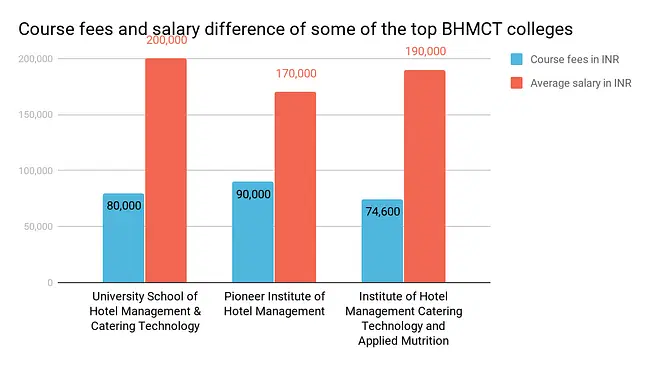 Course fees and salary difference of some of the top BHMCT colleges
200,000
150,000
100,000
50,000
0
200,000
170,000
190,000
80,000
90,000
74,600
Course fees in INR
Average salary in INR
University School of
Hotel Management &
Catering Technology
Pioneer Institute of
Hotel Management
Institute of Hotel
Management Catering
Technology and
Applied Mutrition